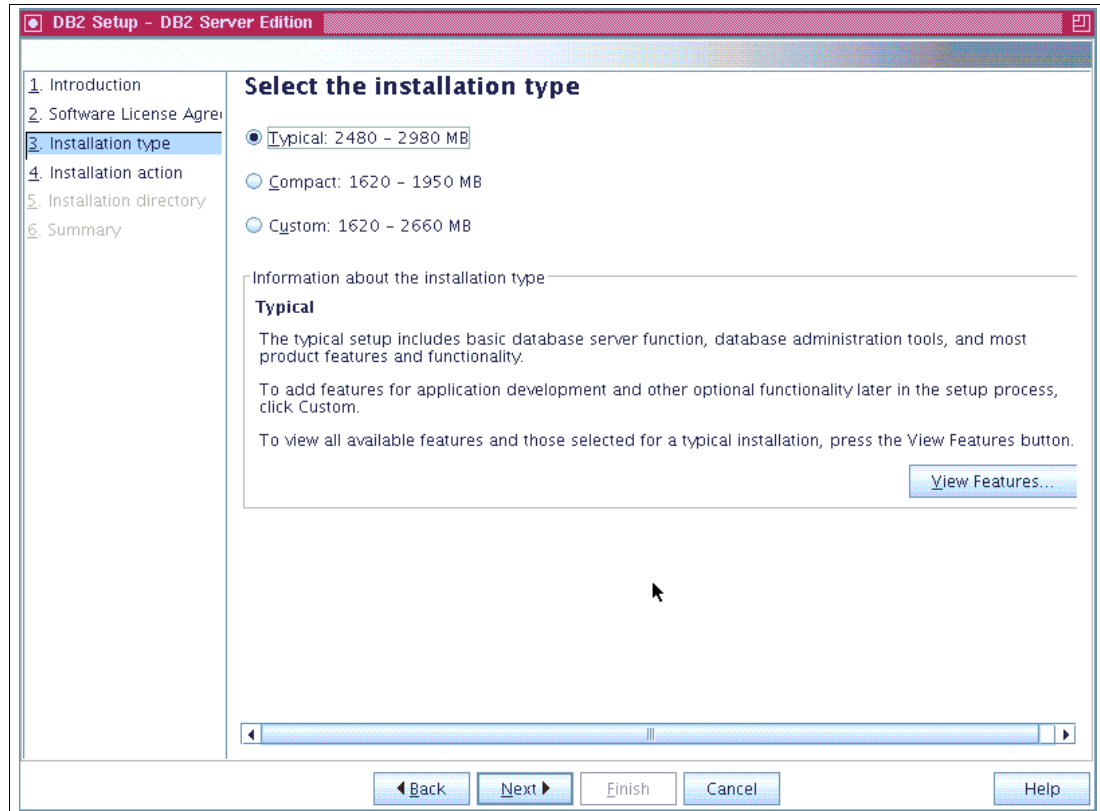 DB2 Setup - DB2 Server Edition
1. Introduction
2. Software License Agre
3. Installation type
4. Installation action
5. Installation directory
6. Summary
Select the installation type
Typical: 2480 - 2980 MB
Compact: 1620 - 1950 MB
Custom: 1620 - 2660 MB
Information about the installation type
Typical
The typical setup includes basic database server function, database administration tools, and most
product features and functionality.
To add features for application development and other optional functionality later in the setup process,
click Custom.
To view all available features and those selected for a typical installation, press the View Features button.
View Features...
Back
Next
Finish
Cancel
Help